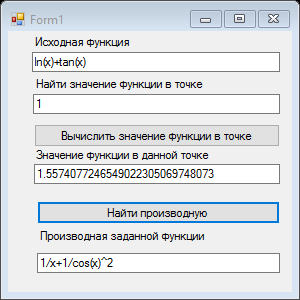 Form1
Исходная функция
ln(x)+tan(x)
Найти значение функции в точке
1
Вычислить значение функции в точке
Значение функции в данной точке
1.5574077246549022305069748073
Найти производную
Производная заданной функции
1/x+1/cos(x)^2